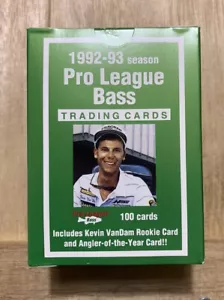 1992-93 season
Pro League
Bass
TRADING CARDS
100 cards
Includes Kevin VanDam Rookie Card
and Angler-of-the-Year Card!!